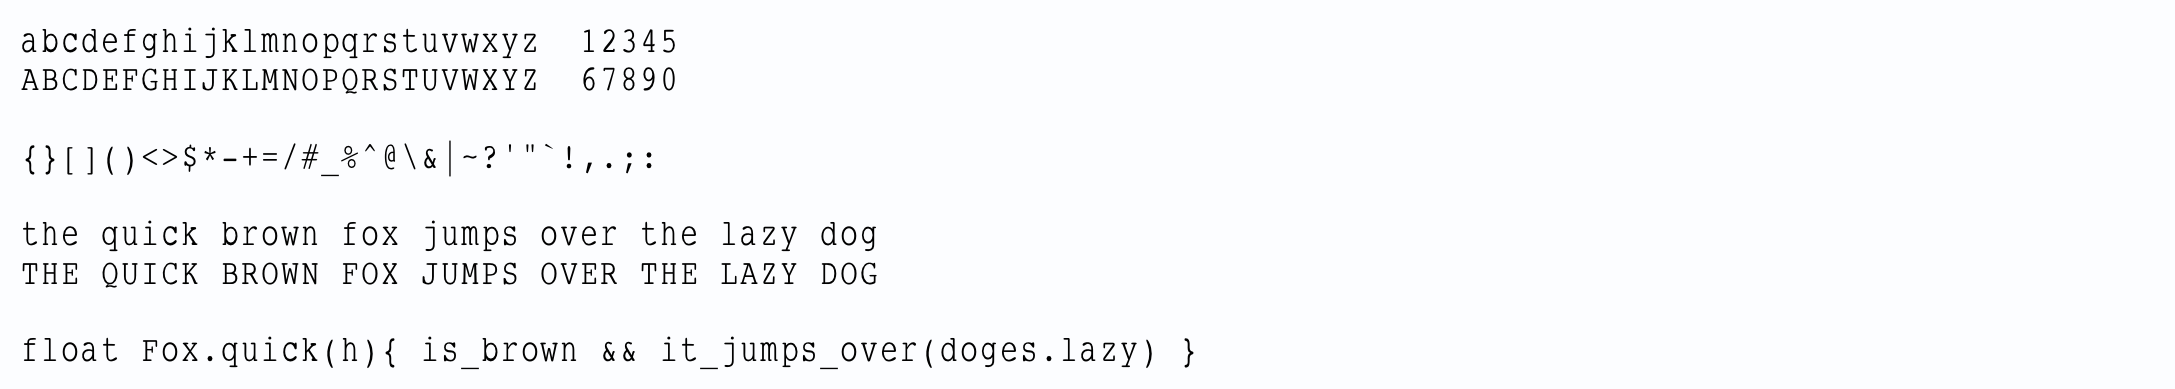 abcdefghijklmnopqrstuvwxyz  12345
ABCDEFGHIJKLMNOPQRSTUVWXYZ  67890
{}[]()<>$*-+=/#_%^@\&|~?'"`!,.;:
the quick brown fox jumps over the lazy dog
THE QUICK BROWN FOX JUMPS OVER THE LAZY DOG
float Fox.quick(h){ is_brown && it_jumps_over(doges.lazy) }